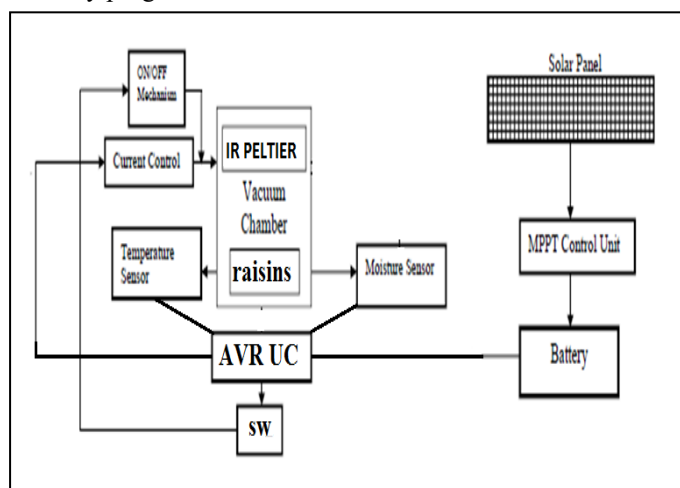 ON/OFF
Mechanism
Current Control
IR PELTIER
Vacuum
Chamber
raisins
Temperature
Sensor
Moisture Sensor
AVR UC
sw
Solar Panel
MPPT Control Unit
Battery